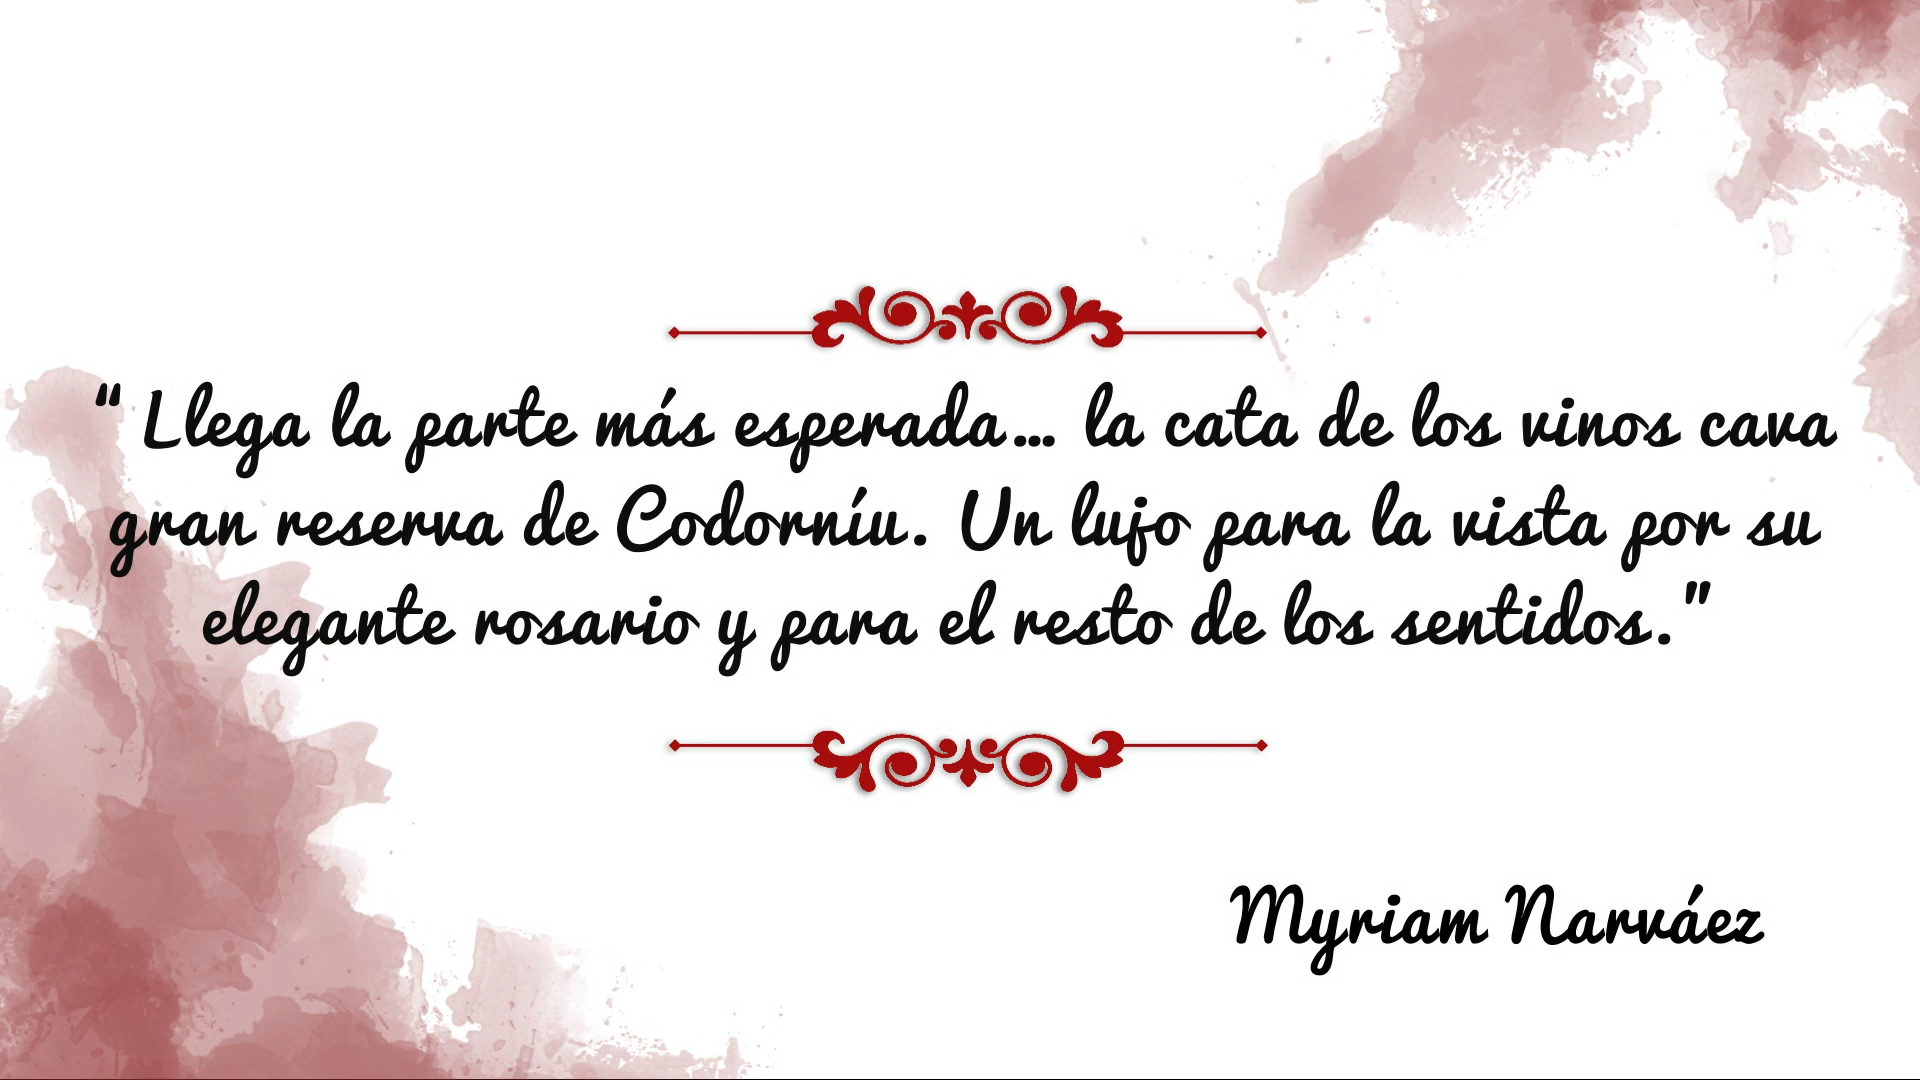 “ Llega la parte más esperada... la cata de los vinos cava
gran reserva de Codorníu. Un lujo para la vista por su
elegante rosario y para el resto de los sentidos.”
Myriam Narváez